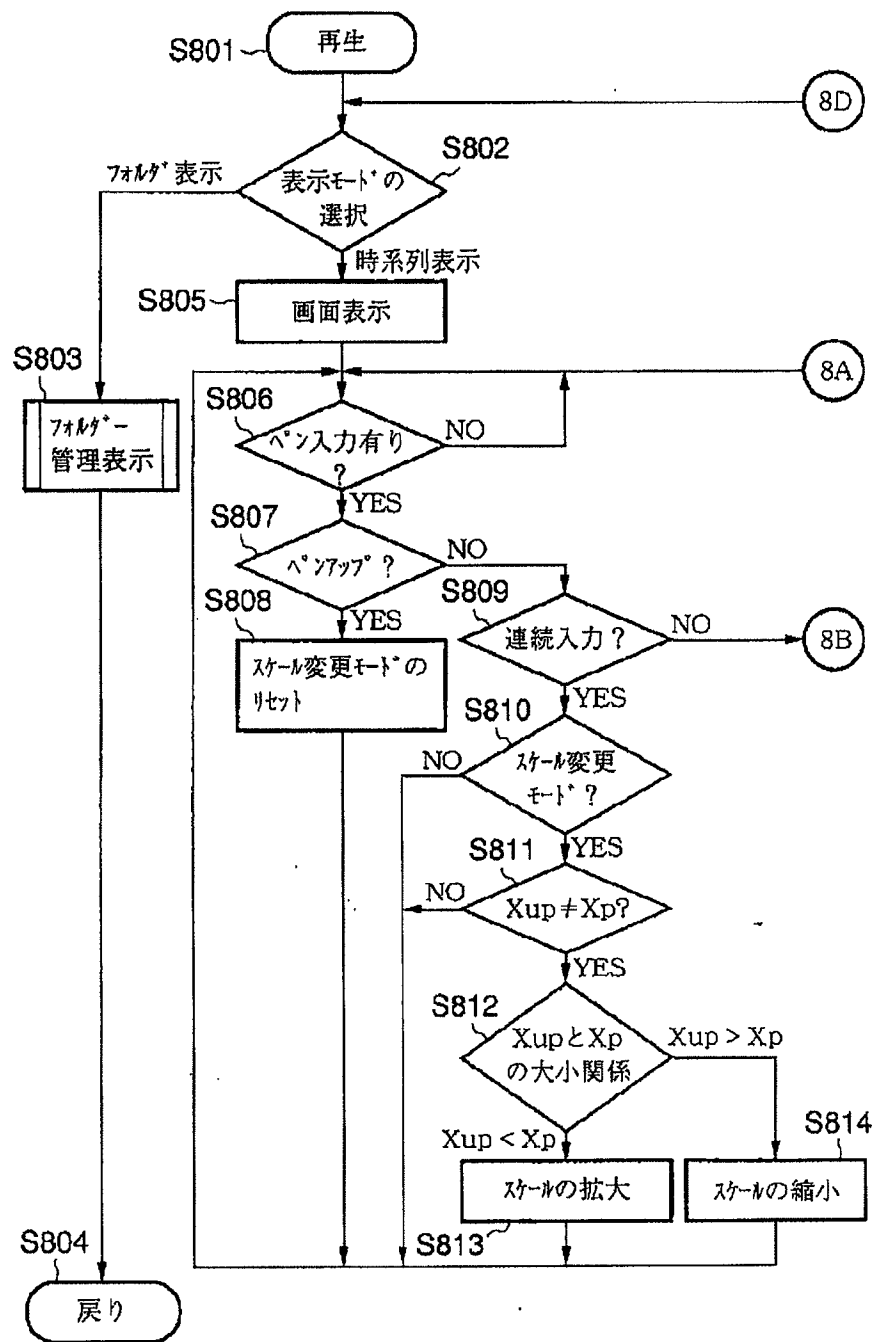 S801
再生
8D
S802
フォルダ表示
表示モードの
選択
時系列表示
S805
画面表示
S803
8A
S806
フォルダー
管理表示
ペン入力有り
?
NO
YES
S807
ペンアップ?
NO
S808
YES
S809
スケール変更モードの
リセット
連続入力?
NO
8B
YES
S810
NO
スケール変更
モード?
YES
S811
NO
Xup≠Xp?
YES
S812
XupとXp
の大小関係
Xup>Xp
Xup<Xp
S814
スケールの拡大
スケールの縮小
S813
S804
戻り